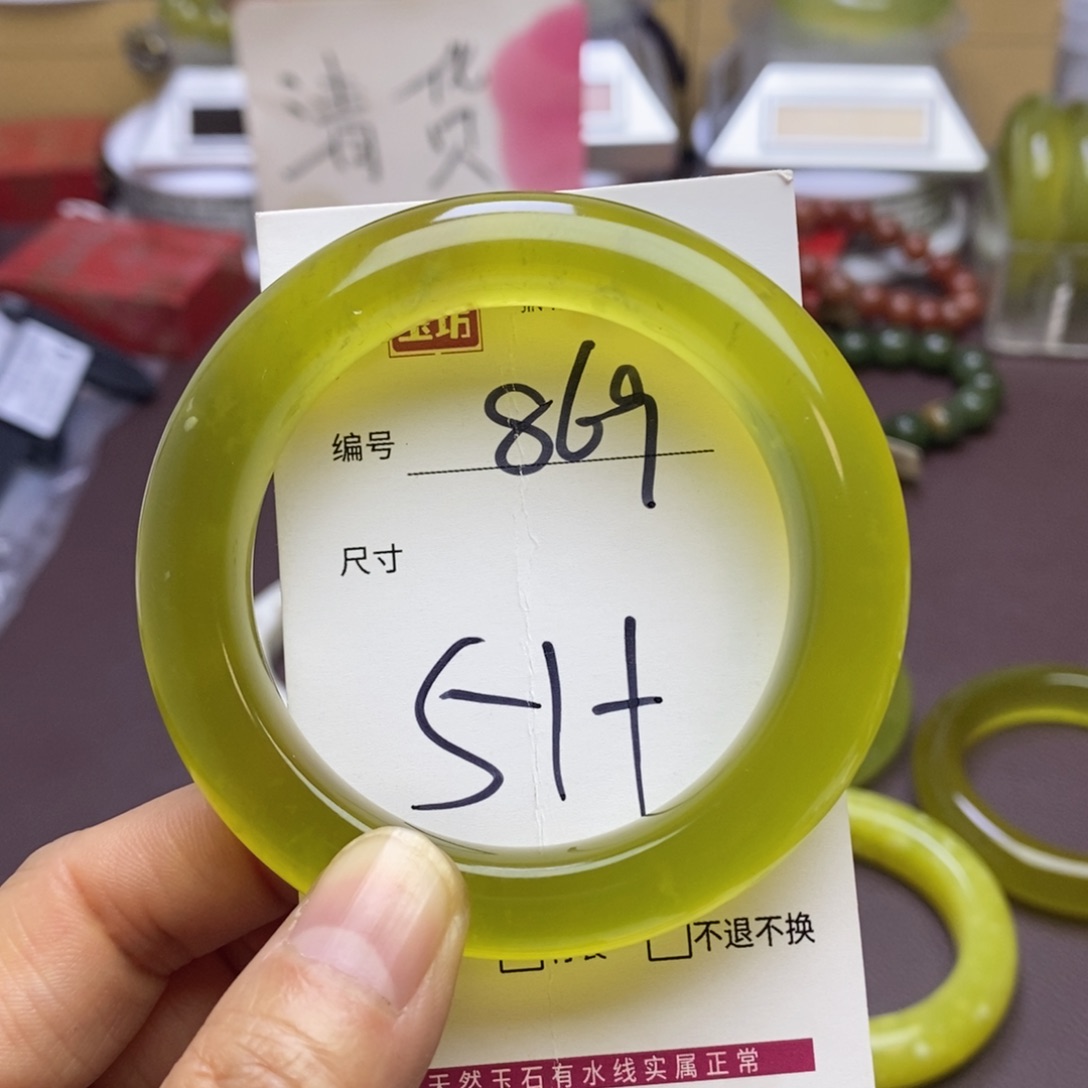 清货
玉坊
编号 869
尺寸
51+
不退不换
天然玉石有水线实属正常